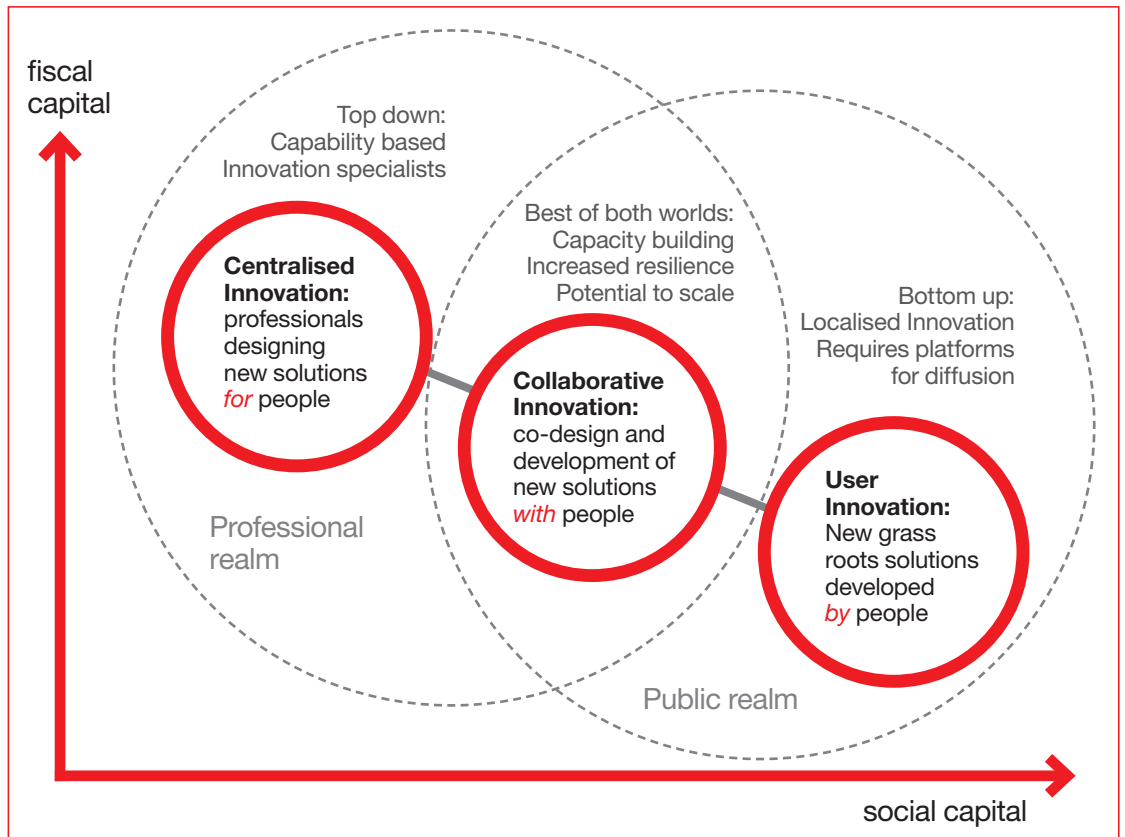 fiscal
capital
Top down:
Capability based
Innovation specialists
Centralised
Innovation:
professionals
designing
new solutions
for people
Professional
realm
Best of both worlds:
Capacity building
Increased resilience
Potential to scale
Collaborative
Innovation:
co-design and
development of
new solutions
with people
Bottom up:
Localised Innovation
Requires platforms
for diffusion
User
Innovation:
New grass
roots solutions
developed
by people
Public realm
social capital